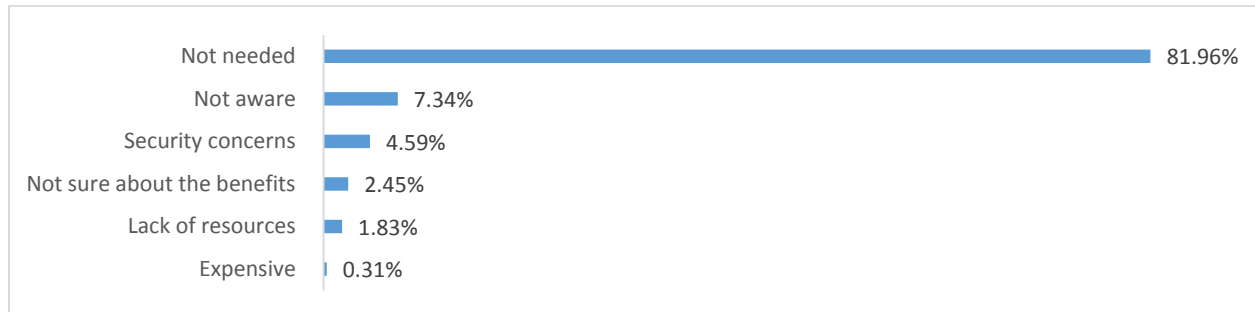 Not needed 81.96%
Not aware 7.34%
Security concerns 4.59%
Not sure about the benefits 2.45%
Lack of resources 1.83%
Expensive 0.31%